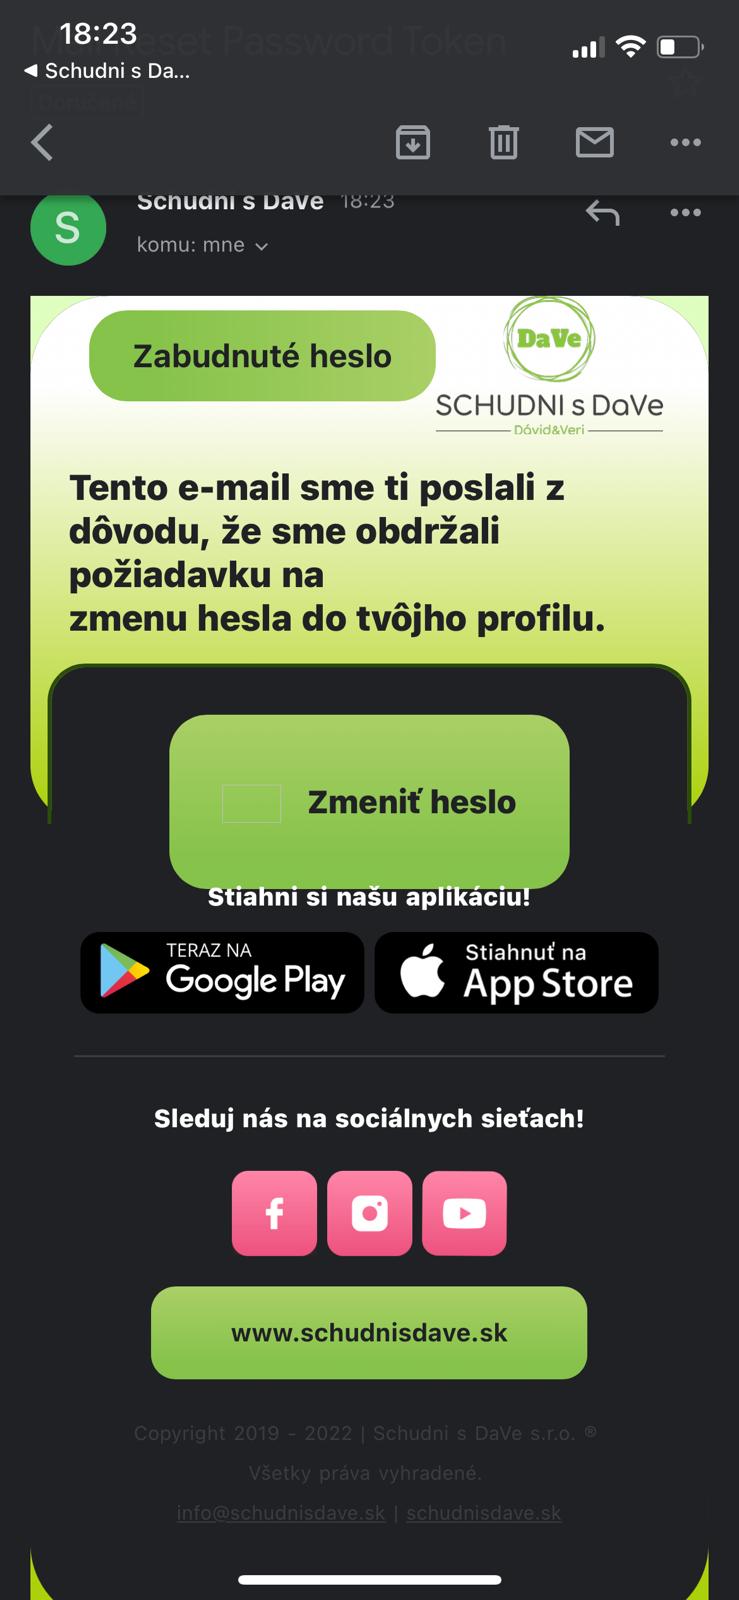 18:23
◀ Schudni s Da...
Reset Password Token
Doručené
Schudni s DaVe 18:23
S
komu: mne
Zabudnuté heslo
DaVe
SCHUDNI s DaVe
Dávid&Veri
Tento e-mail sme ti poslali z
dôvodu, že sme obdržali
požiadavku na
zmenu hesla do tvôjho profilu.
Zmeniť heslo
Stiahni si našu aplikáciu!
TERAZ NA
Google Play
Stiahnuť na
App Store
Sleduj nás na sociálnych sieťach!
www.schudnisdave.sk
Copyright 2019 - 2022 | Schudni s DaVe s.r.o. ®
Všetky práva vyhradené.
info@schudnisdave.sk | schudnisdave.sk